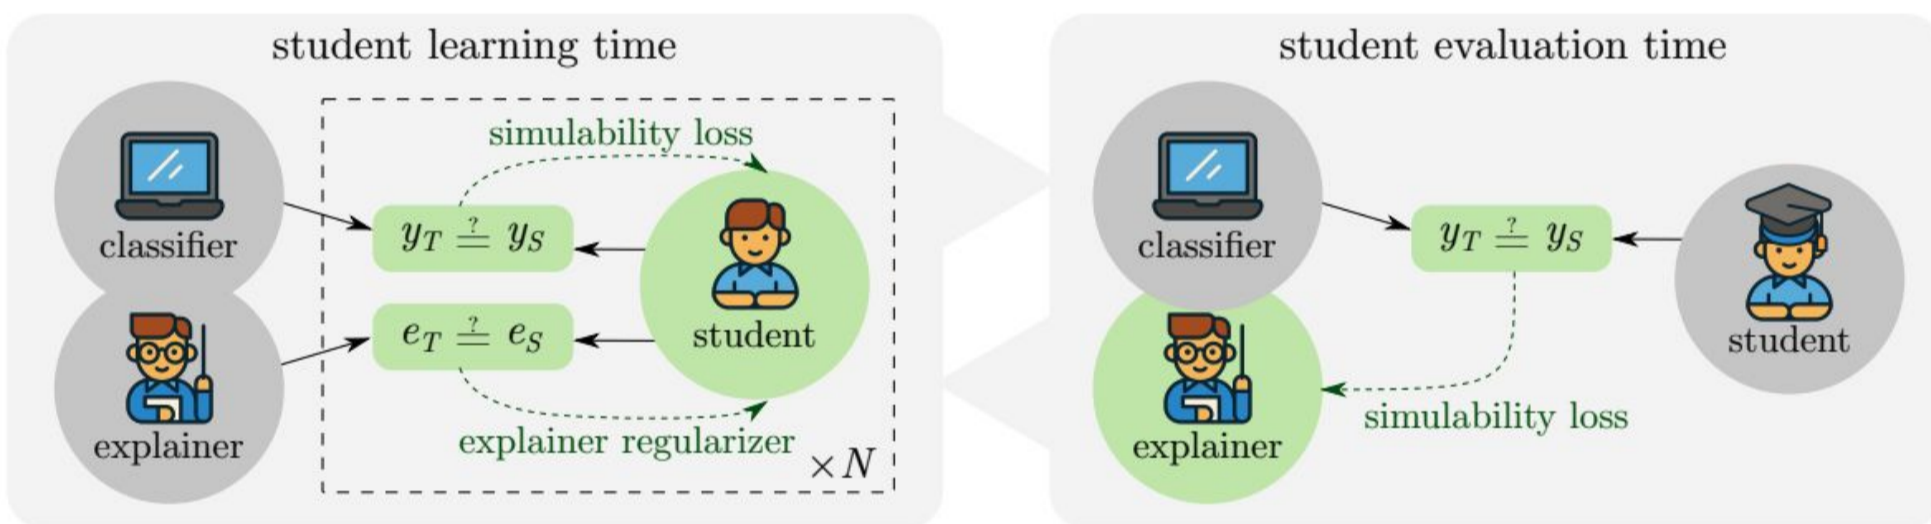 student learning time
simulability loss
classifier
y_T ?= y_S
student
e_T ?= e_S
explainer
explainer regularizer
×N
student evaluation time
classifier
y_T ?= y_S
student
explainer
simulability loss